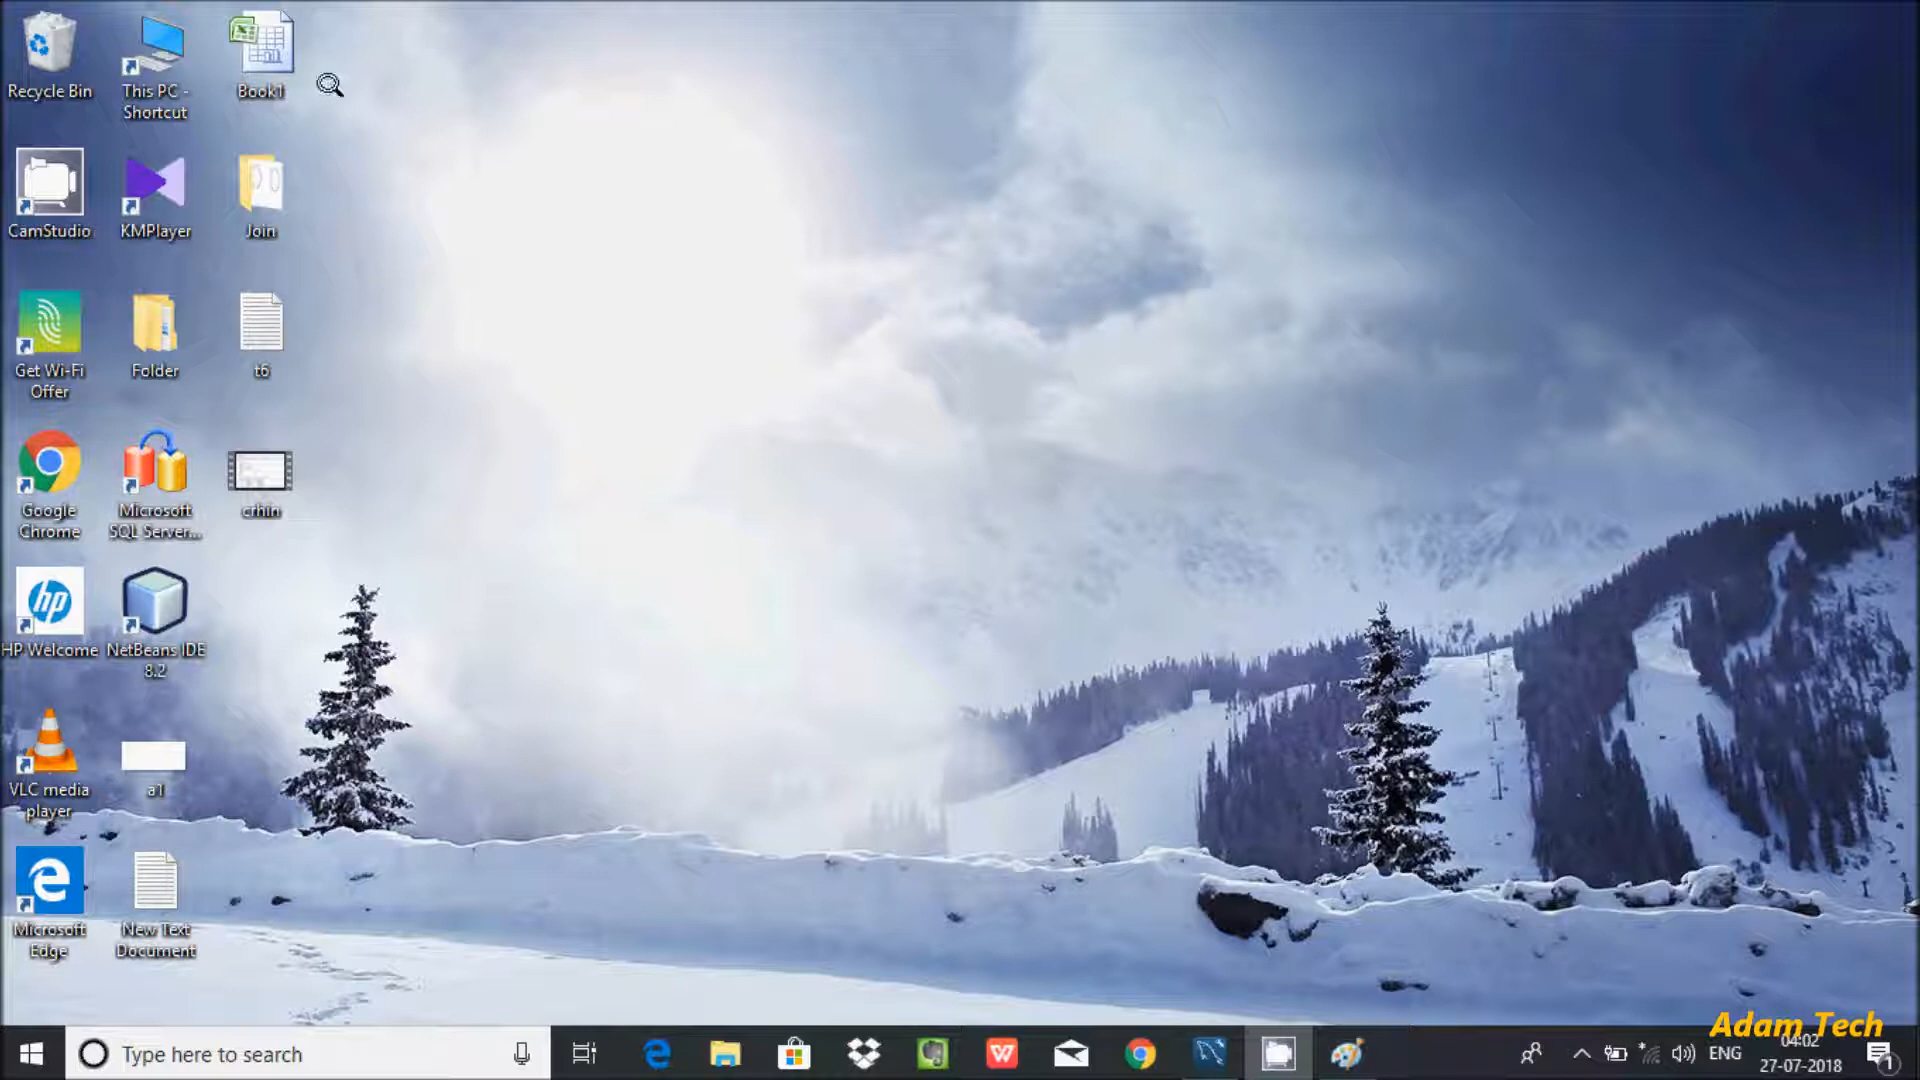 Recycle Bin
This PC -
Shortcut
Book1
CamStudio
KMPlayer
Join
Get Wi-Fi
Offer
Folder
t6
Google
Chrome
Microsoft
SQL Server...
crhin
hp
HP Welcome
NetBeans IDE
8.2
VLC media
player
a1
Microsoft
Edge
New Text
Document
Type here to search
Adam Tech
ENG
04:02
27-07-2018
1